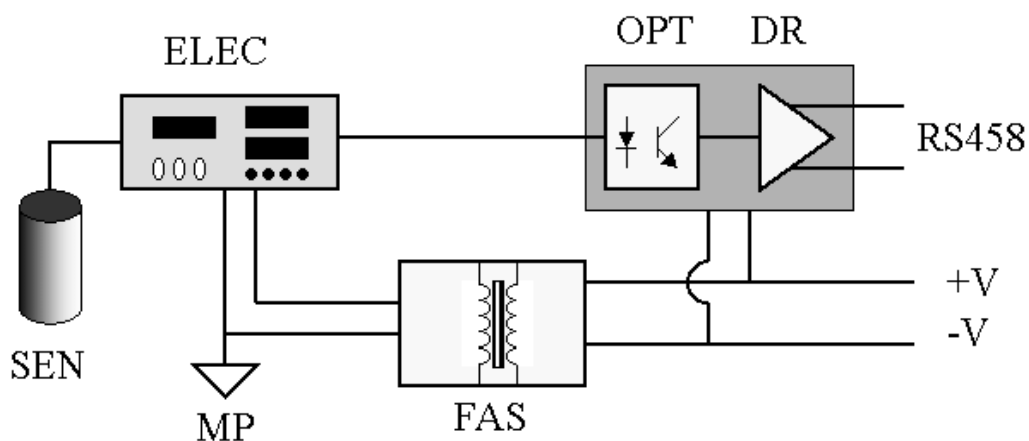 OPT
DR
ELEC
RS458
SEN
+V
-V
MP
FAS